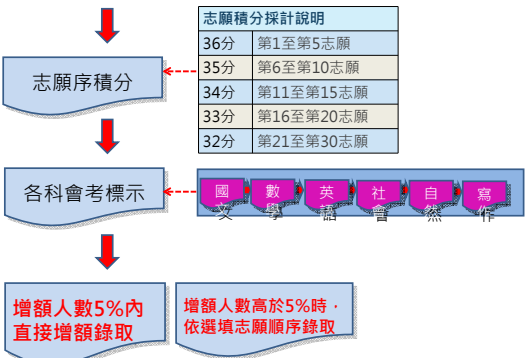 志願積分採計說明
36分 第1至第5志願
35分 第6至第10志願
34分 第11至第15志願
33分 第16至第20志願
32分 第21至第30志願
志願序積分
各科會考標示
國文 數學 英語 社會 自然 寫作
增額人數5%內
直接增額錄取
增額人數高於5%時，
依選填志願順序錄取